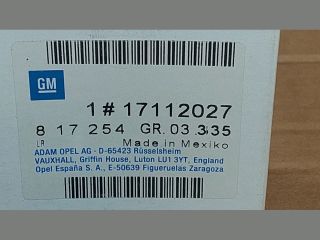 GM
1 # 17112027
8 17 254 GR. 03.335
LR Made in Mexiko
ADAM OPEL AG - D-65423 Rüsselsheim
VAUXHALL, Griffin House, Luton LU1 3YT, England
Opel España S.A., E-50639 Figueruelas Zaragoza